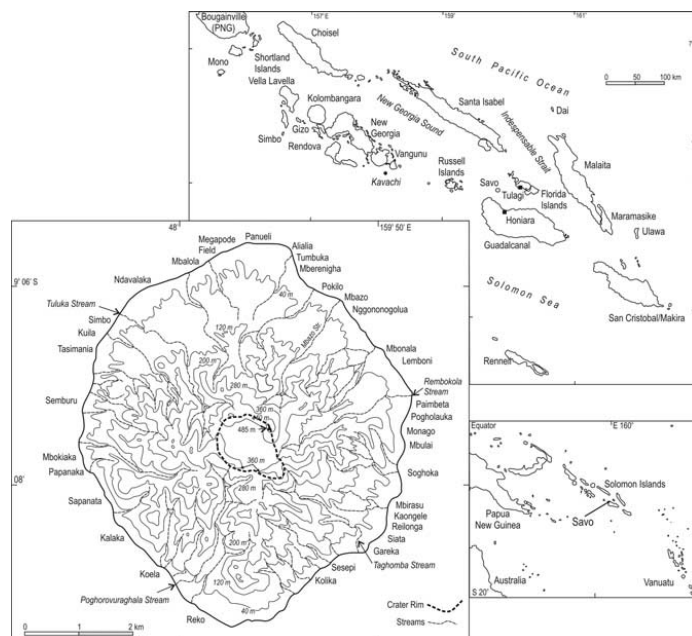 157E
159
161
Bougainville
(PNG)
Choisel
Mono
Shortland
Islands
Vella Lavella
South Pacific Ocean
0 50 100 km
Kolombangara
Santa Isabel
New Georgia Sound
Dai
Gizo
New
Georgia
Simbo
Rendova
Vangunu
Indespensable Strait
Malaita
Russell
Islands
Kavachi
Savo
Tulagi
Florida
Islands
Maramasike
Honiara
Ulawa
Guadalcanal
Solomon Sea
San Cristobal/Makira
Rennell
48
159° 50' E
Panueli
Megapode
Field
Alialia
Tumbuka
Mberenigha
Mbalola
9° 06' S
Ndavalaka
40 m
Pokilo
Mbazo
Nggononogolua
Tuluka Stream
Simbo
Kuila
120 m
Mbazo Str.
Tasimania
200 m
Mbonala
Lemboni
280 m
Rembokola
Stream
Semburu
360 m
Paimbeta
Pogholauka
485 m
Monago
Mbulai
Mbokiaka
Papanaka
360 m
Soghoka
08'
280 m
Sapanata
Mbirasu
Kaongele
Reilonga
Kalaka
200 m
Siata
Gareka
Sesepi
Taghomba Stream
Koela
120 m
Kolika
Poghorovuraghala Stream
40 m
Reko
Crater Rim
Streams
0 1 2 km
Equator
E 160°
Solomon Islands
Papua
New Guinea
Savo
Australia
Vanuatu
S 20°